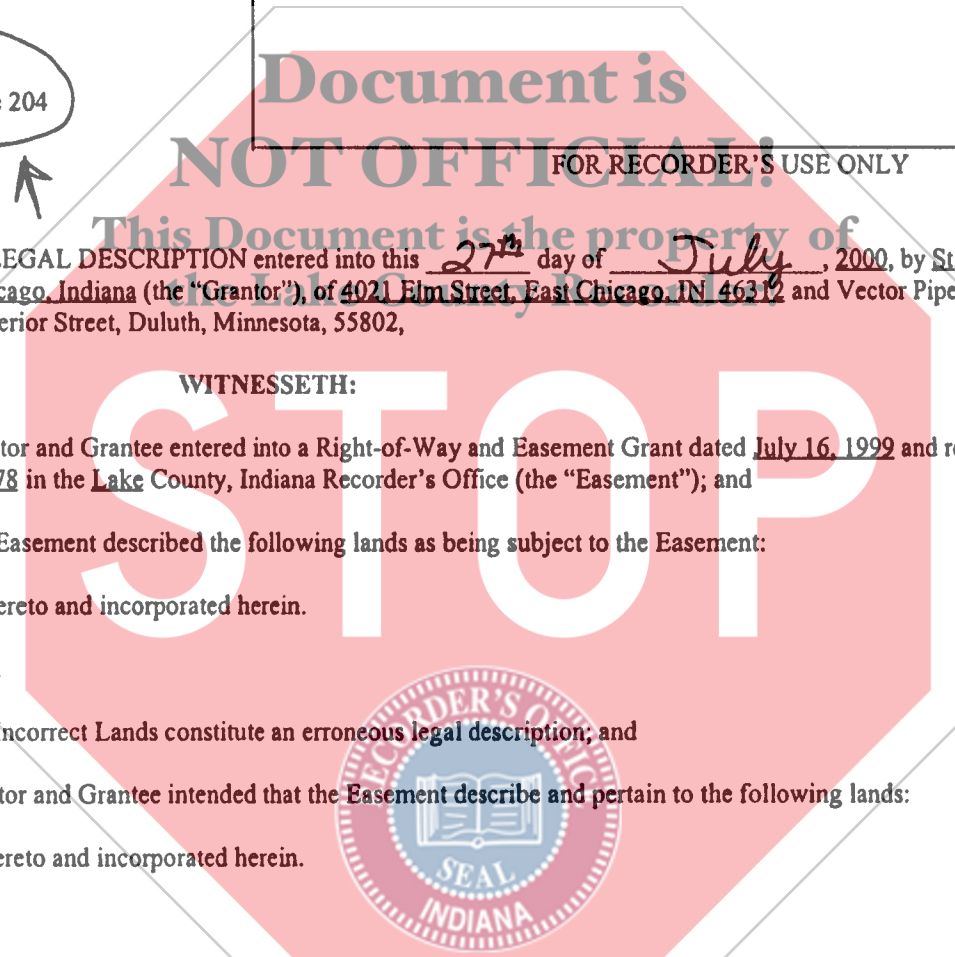 Document is
NOT OFFICIAL!
This Document is the property of
the Lake County Recorder!
204
FOR RECORDER'S USE ONLY
LEGAL DESCRIPTION entered into this 27th day of July, 2000, by St
cago, Indiana (the "Grantor"), of 4021 Elm Street, East Chicago, IN 46312 and Vector Pipe
erior Street, Duluth, Minnesota, 55802,
WITNESSETH:
tor and Grantee entered into a Right-of-Way and Easement Grant dated July 16, 1999 and r
78 in the Lake County, Indiana Recorder's Office (the "Easement"); and
Easement described the following lands as being subject to the Easement:
ereto and incorporated herein.
STOP
Incorrect Lands constitute an erroneous legal description; and
tor and Grantee intended that the Easement describe and pertain to the following lands:
ereto and incorporated herein.
RECORDER'S OFFICE
SEAL
INDIANA